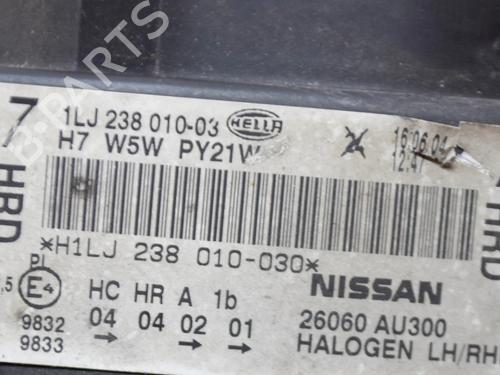 7
1LJ 238 010-03 HELLA
H7 W5W PY21W
16.06.04
12:47
HRD
*H1LJ 238 010-030*
NISSAN
26060 AU300
HALOGEN LH/RH
PL
E4
HC HR A 1b
04 04 02 01
9832
9833
B-PARTS